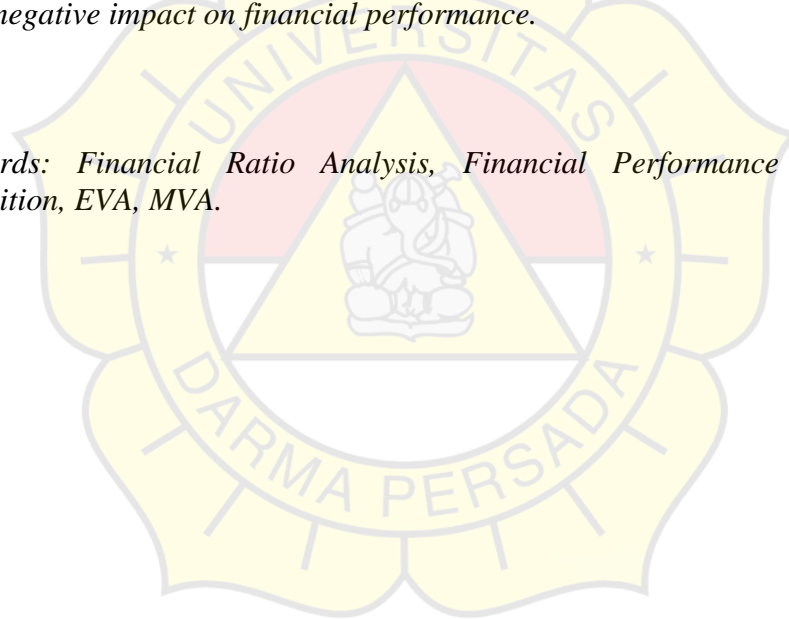 negative impact on financial performance.
rds: Financial Ratio Analysis, Financial Performance
ition, EVA, MVA.
UNIVERSITAS
DARMA PERSADA